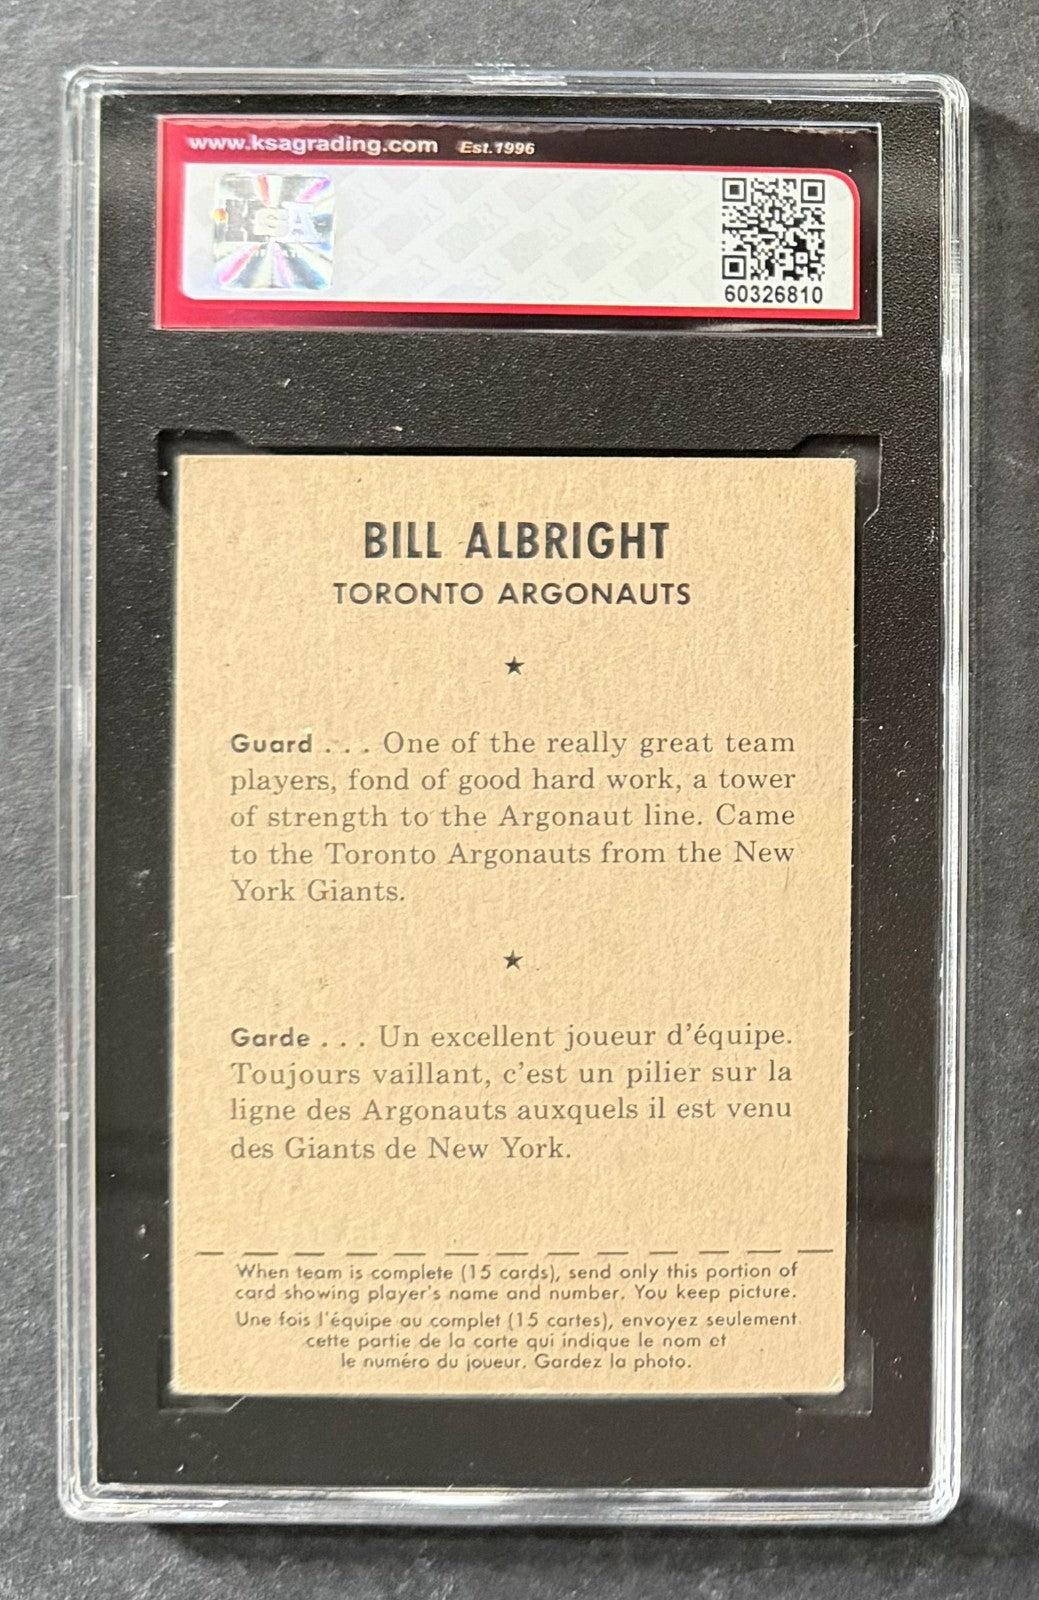 www.ksagrading.com Est.1996
KSA
60326810
BILL ALBRIGHT
TORONTO ARGONAUTS
★
Guard . . . One of the really great team
players, fond of good hard work, a tower
of strength to the Argonaut line. Came
to the Toronto Argonauts from the New
York Giants.
★
Garde . . . Un excellent joueur d'équipe.
Toujours vaillant, c'est un pilier sur la
ligne des Argonauts auxquels il est venu
des Giants de New York.
When team is complete (15 cards), send only this portion of
card showing player's name and number. You keep picture.
Une fois l'équipe au complet (15 cartes), envoyez seulement
cette partie de la carte qui indique le nom et
le numéro du joueur. Gardez la photo.